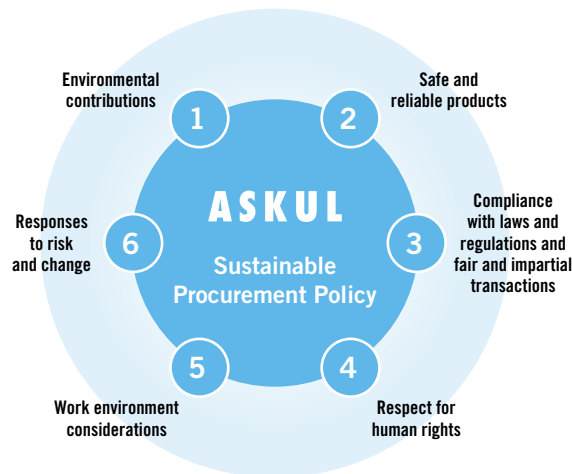 Environmental
contributions
1
2
Safe and
reliable products
ASKUL
Sustainable
Procurement Policy
3
Compliance
with laws and
regulations and
fair and impartial
transactions
4
Respect for
human rights
5
Work environment
considerations
6
Responses
to risk
and change